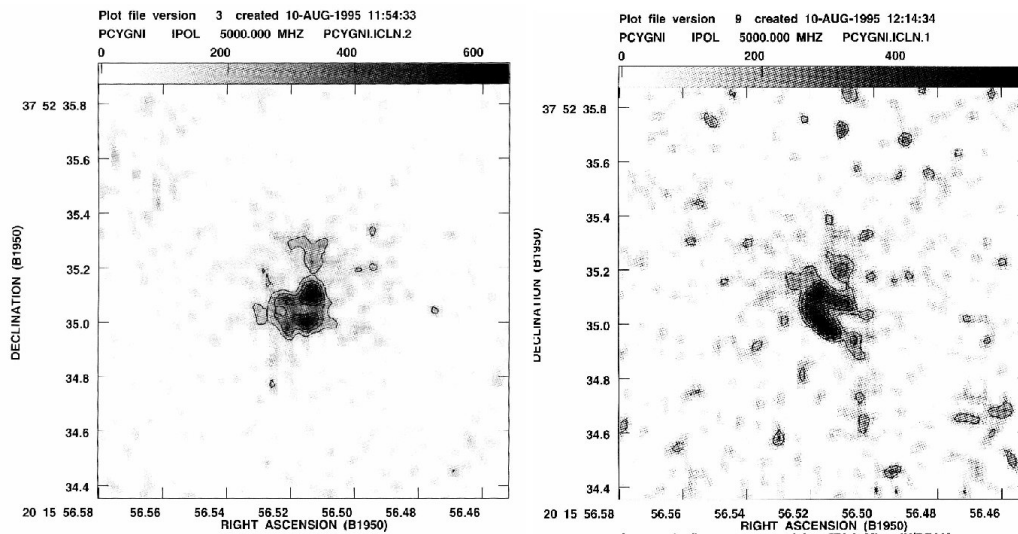 Plot file version 3 created 10-AUG-1995 11:54:33
PCYGNI IPOL 5000.000 MHZ PCYGNI.ICLN.2
0 200 400 600
37 52 35.8
35.6
35.4
35.2
35.0
34.8
34.6
34.4
DECLINATION (B1950)
20 15 56.58 56.56 56.54 56.52 56.50 56.48 56.46
RIGHT ASCENSION (B1950)
Plot file version 9 created 10-AUG-1995 12:14:34
PCYGNI IPOL 5000.000 MHZ PCYGNI.ICLN.1
0 200 400
37 52 35.8
35.6
35.4
35.2
35.0
34.8
34.6
34.4
DECLINATION (B1950)
20 15 56.58 56.56 56.54 56.52 56.50 56.48 56.46
RIGHT ASCENSION (B1950)